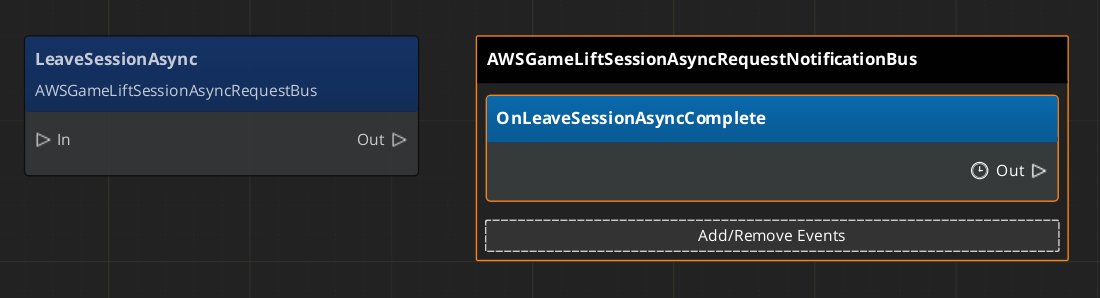 LeaveSessionAsync
AWSGameLiftSessionAsyncRequestBus
In
Out
AWSGameLiftSessionAsyncRequestNotificationBus
OnLeaveSessionAsyncComplete
Out
Add/Remove Events